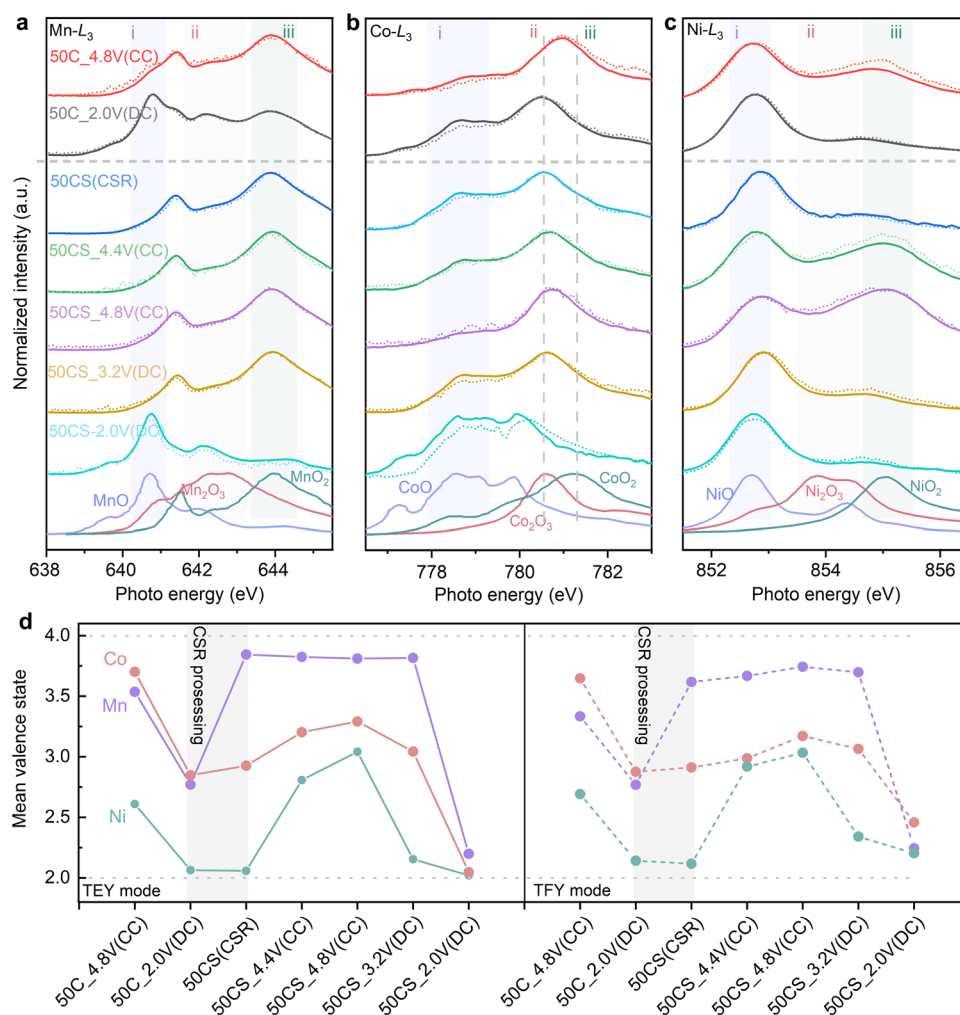 a
b
c
Mn-L₃
i
ii
iii
Co-L₃
i
ii
iii
Ni-L₃
i
ii
iii
50C_4.8V(CC)
50C_2.0V(DC)
50CS(CSR)
50CS_4.4V(CC)
50CS_4.8V(CC)
50CS_3.2V(DC)
50CS-2.0V(DC)
MnO
Mn₂O₃
MnO₂
CoO
Co₂O₃
CoO₂
NiO
Ni₂O₃
NiO₂
Normalized intensity (a.u.)
638 640 642 644
778 780 782
852 854 856
Photo energy (eV)
Photo energy (eV)
Photo energy (eV)
d
Mean valence state
4.0
3.5
3.0
2.5
2.0
Co
Mn
Ni
CSR prosessing
CSR prosessing
TEY mode
TFY mode
50C_4.8V(CC)
50C_2.0V(DC)
50CS(CSR)
50CS_4.4V(CC)
50CS_4.8V(CC)
50CS_3.2V(DC)
50CS_2.0V(DC)
50C_4.8V(CC)
50C_2.0V(DC)
50CS(CSR)
50CS_4.4V(CC)
50CS_4.8V(CC)
50CS_3.2V(DC)
50CS_2.0V(DC)